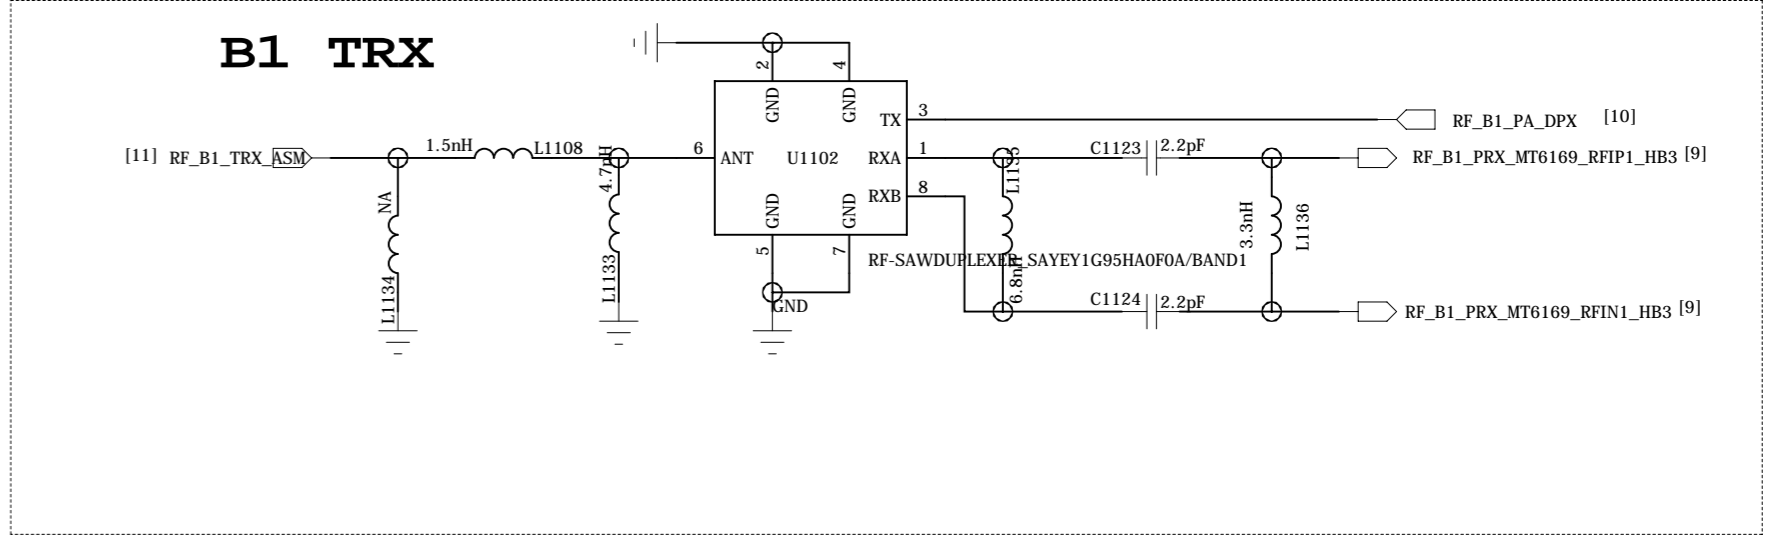 B1 TRX
2
4
GND
GND
TX
3
RF_B1_PA_DPX
[10]
[11]
RF_B1_TRX_ASM
1.5nH
L1108
6
ANT
U1102
RXA
1
C1123
2.2pF
RF_B1_PRX_MT6169_RFIP1_HB3
[9]
4.7nH
L1133
NA
L1134
RXB
8
L1135
6.8nH
3.3nH
L1136
GND
GND
5
7
RF-SAWDUPLEXER_SAYEY1G95HA0F0A/BAND1
GND
C1124
2.2pF
RF_B1_PRX_MT6169_RFIN1_HB3
[9]